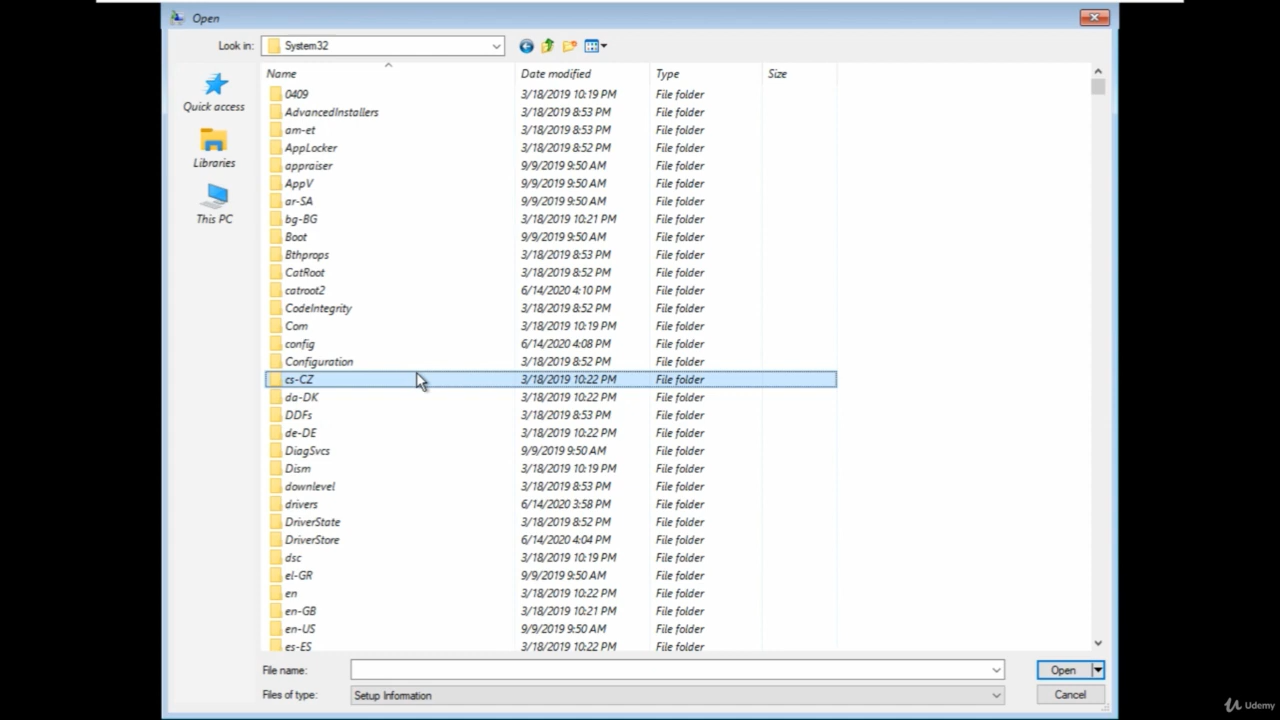 Open
Look in: System32
Name Date modified Type Size
Quick access
Libraries
This PC
0409 3/18/2019 10:19 PM File folder
AdvancedInstallers 3/18/2019 8:53 PM File folder
am-et 3/18/2019 8:53 PM File folder
AppLocker 3/18/2019 8:52 PM File folder
appraiser 9/9/2019 9:50 AM File folder
AppV 9/9/2019 9:50 AM File folder
ar-SA 9/9/2019 9:50 AM File folder
bg-BG 3/18/2019 10:21 PM File folder
Boot 9/9/2019 9:50 AM File folder
Bthprops 3/18/2019 8:53 PM File folder
CatRoot 3/18/2019 8:52 PM File folder
catroot2 6/14/2020 4:10 PM File folder
CodeIntegrity 3/18/2019 8:52 PM File folder
Com 3/18/2019 10:19 PM File folder
config 6/14/2020 4:08 PM File folder
Configuration 3/18/2019 8:52 PM File folder
cs-CZ 3/18/2019 10:22 PM File folder
da-DK 3/18/2019 10:22 PM File folder
DDFs 3/18/2019 8:53 PM File folder
de-DE 3/18/2019 10:22 PM File folder
DiagSvcs 9/9/2019 9:50 AM File folder
Dism 3/18/2019 10:19 PM File folder
downlevel 3/18/2019 8:53 PM File folder
drivers 6/14/2020 3:58 PM File folder
DriverState 3/18/2019 8:52 PM File folder
DriverStore 6/14/2020 4:04 PM File folder
dsc 3/18/2019 10:19 PM File folder
el-GR 9/9/2019 9:50 AM File folder
en 3/18/2019 10:22 PM File folder
en-GB 3/18/2019 10:21 PM File folder
en-US 9/9/2019 9:50 AM File folder
es-ES 3/18/2019 10:22 PM File folder
File name: Open
Files of type: Setup Information Cancel
Udemy